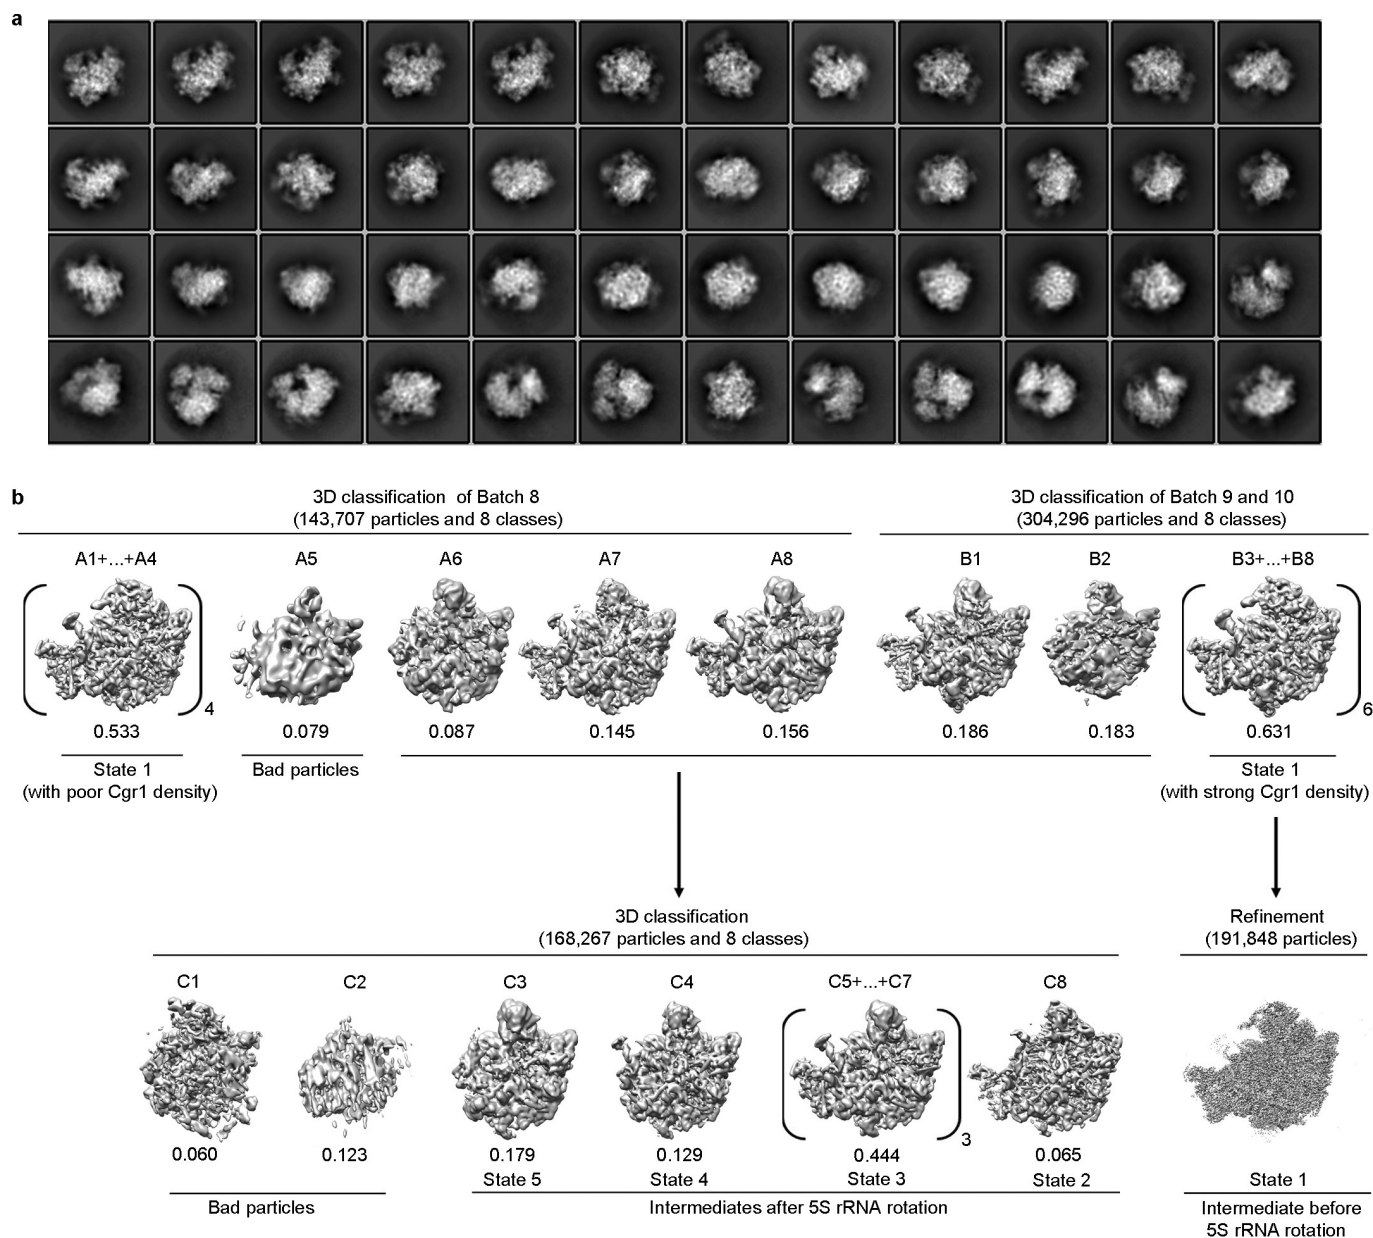 a
b
3D classification of Batch 8
(143,707 particles and 8 classes)
3D classification of Batch 9 and 10
(304,296 particles and 8 classes)
A1+...+A4
A5
A6
A7
A8
B1
B2
B3+...+B8
4
6
0.533
0.079
0.087
0.145
0.156
0.186
0.183
0.631
State 1
(with poor Cgr1 density)
Bad particles
State 1
(with strong Cgr1 density)
3D classification
(168,267 particles and 8 classes)
Refinement
(191,848 particles)
C1
C2
C3
C4
C5+...+C7
C8
3
0.060
0.123
0.179
0.129
0.444
0.065
State 5
State 4
State 3
State 2
State 1
Bad particles
Intermediates after 5S rRNA rotation
Intermediate before
5S rRNA rotation